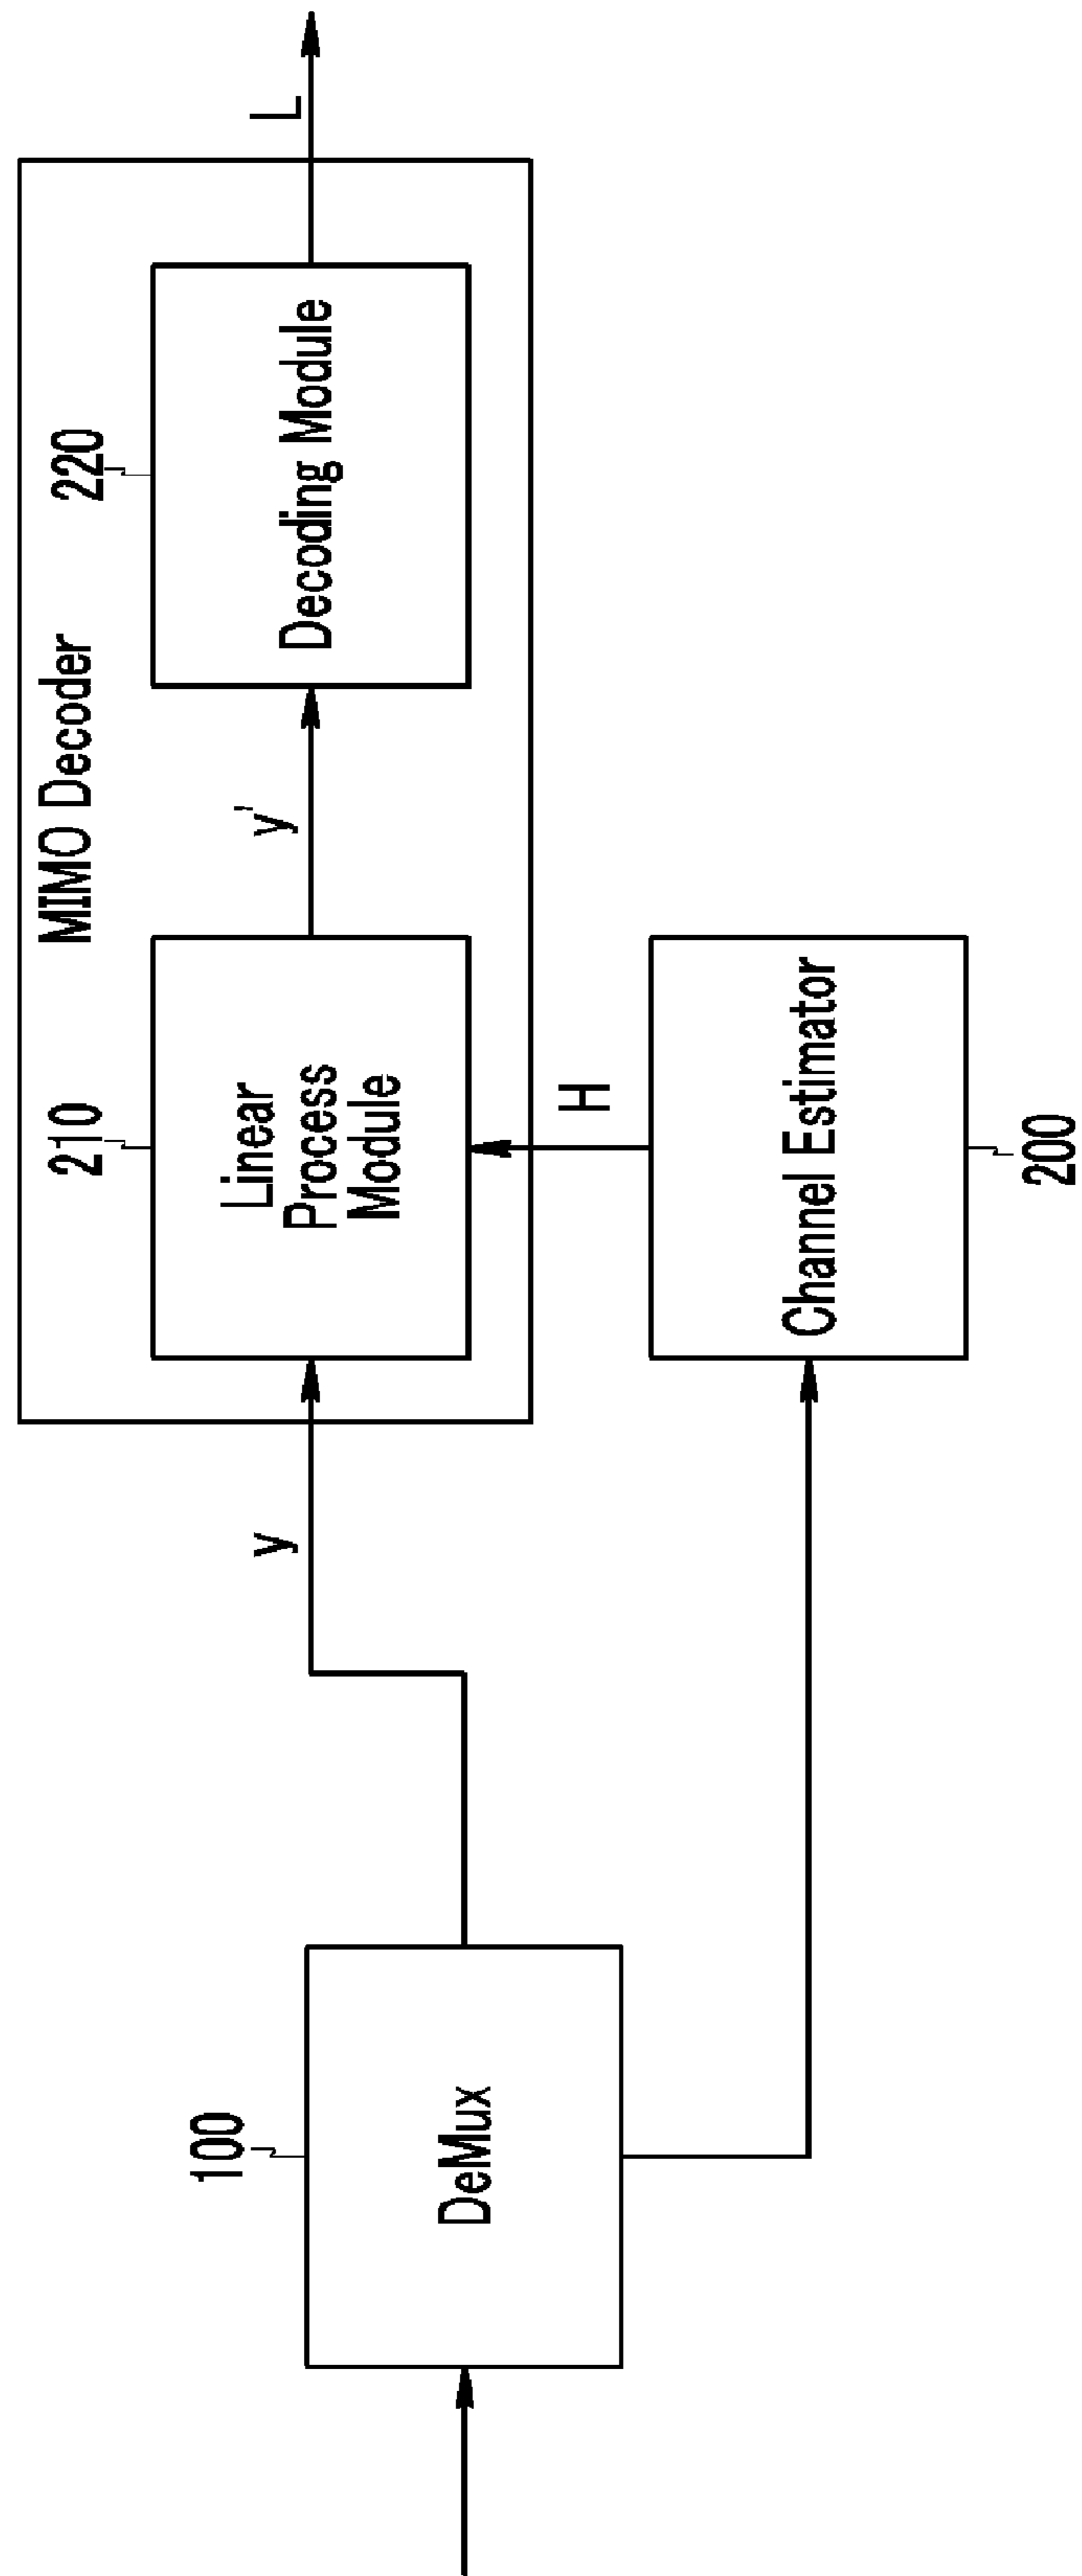 MIMO Decoder
100
DeMux
y
210
Linear
Process
Module
y'
220
Decoding Module
L
H
Channel Estimator
200